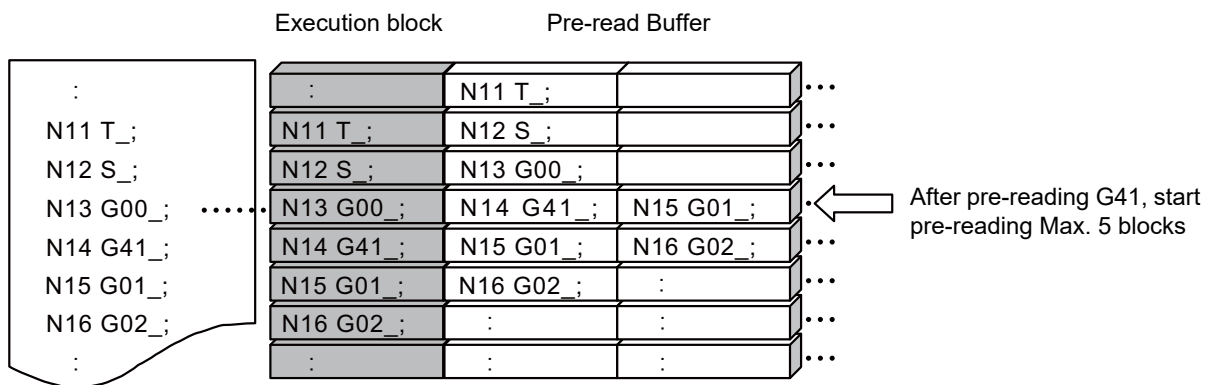 Execution block Pre-read Buffer
: : N11 T_;
N11 T_; N11 T_; N12 S_;
N12 S_; N12 S_; N13 G00_;
N13 G00_; N13 G00_; N14 G41_; N15 G01_; After pre-reading G41, start
pre-reading Max. 5 blocks
N14 G41_; N14 G41_; N15 G01_; N16 G02_;
N15 G01_; N15 G01_; N16 G02_; :
N16 G02_; N16 G02_; : :
: : : :